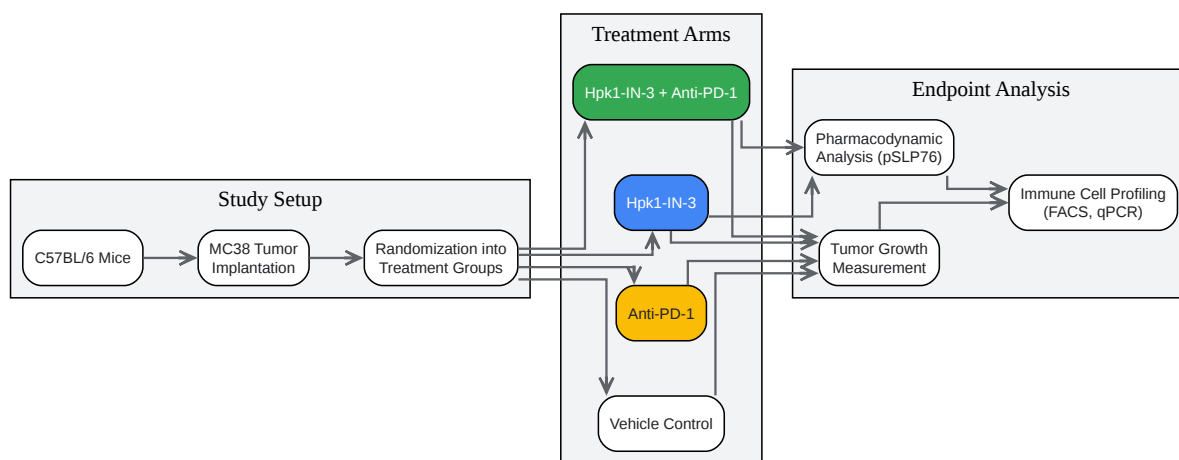 Study Setup
C57BL/6 Mice
MC38 Tumor
Implantation
Randomization into
Treatment Groups
Treatment Arms
Hpk1-IN-3 + Anti-PD-1
Hpk1-IN-3
Anti-PD-1
Vehicle Control
Endpoint Analysis
Pharmacodynamic
Analysis (pSLP76)
Tumor Growth
Measurement
Immune Cell Profiling
(FACS, qPCR)